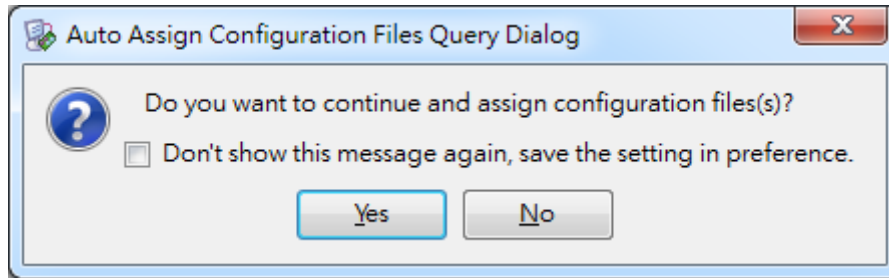 Auto Assign Configuration Files Query Dialog
Do you want to continue and assign configuration files(s)?
Don't show this message again, save the setting in preference.
Yes No